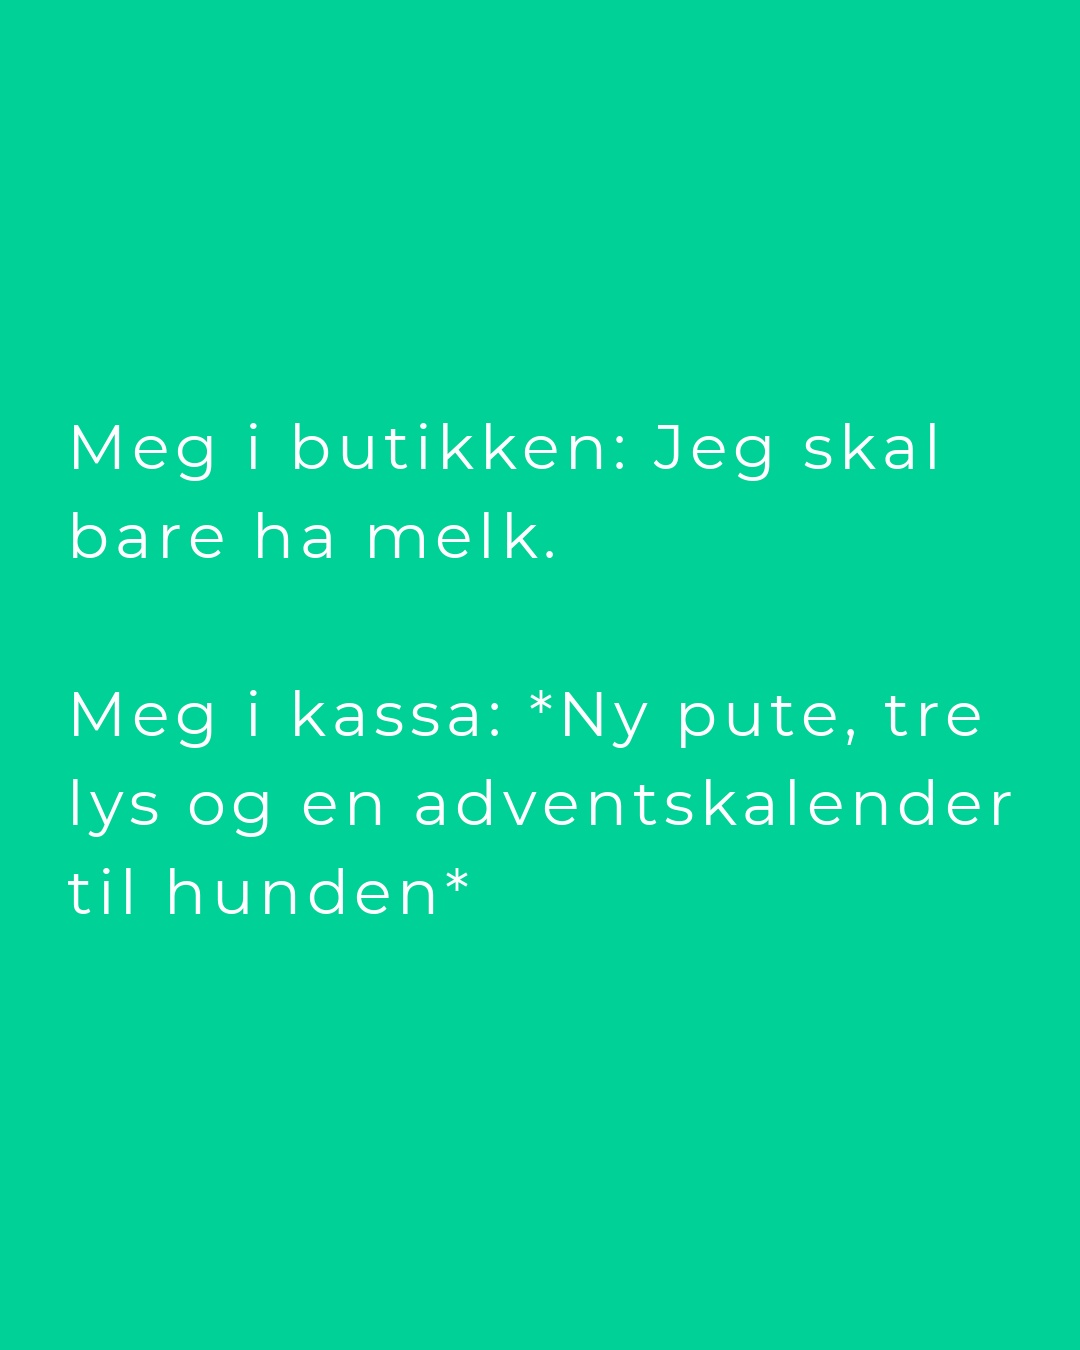 Meg i butikken: Jeg skal
bare ha melk.
Meg i kassa: *Ny pute, tre
lys og en adventskalender
til hunden*